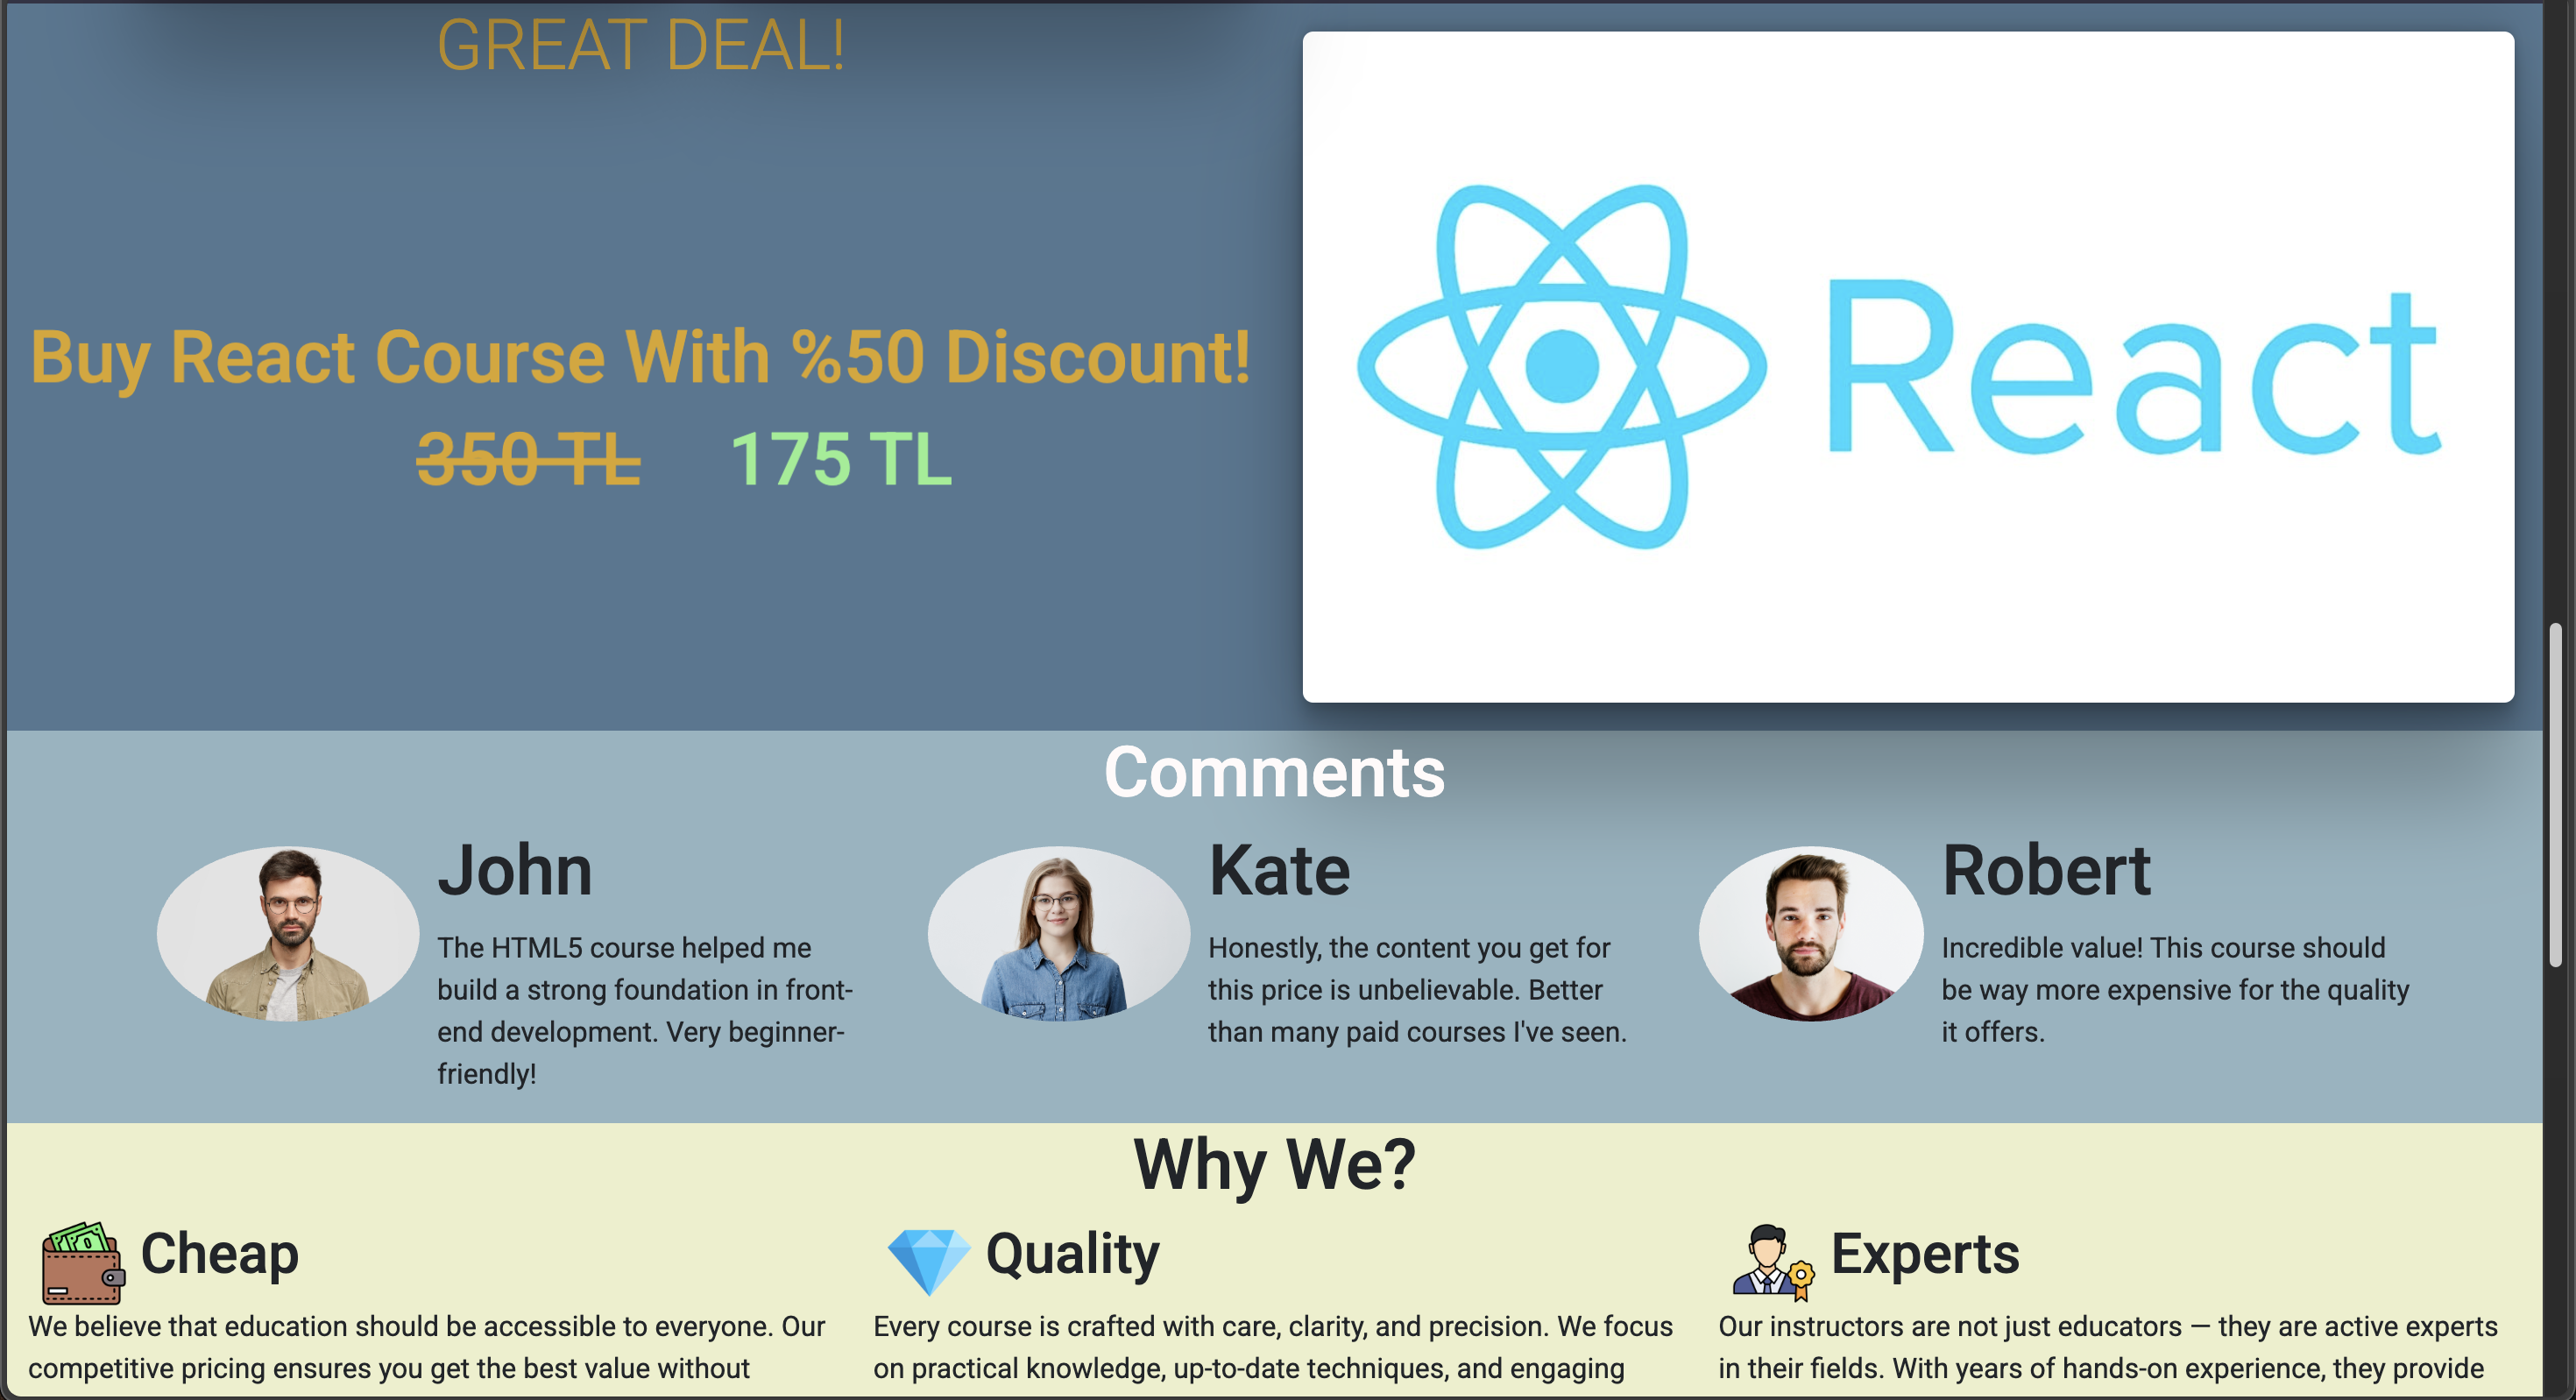 GREAT DEAL!
Buy React Course With %50 Discount!
350 TL 175 TL
React
Comments
John
The HTML5 course helped me
build a strong foundation in front-
end development. Very beginner-
friendly!
Kate
Honestly, the content you get for
this price is unbelievable. Better
than many paid courses I've seen.
Robert
Incredible value! This course should
be way more expensive for the quality
it offers.
Why We?
Cheap
We believe that education should be accessible to everyone. Our
competitive pricing ensures you get the best value without
Quality
Every course is crafted with care, clarity, and precision. We focus
on practical knowledge, up-to-date techniques, and engaging
Experts
Our instructors are not just educators — they are active experts
in their fields. With years of hands-on experience, they provide